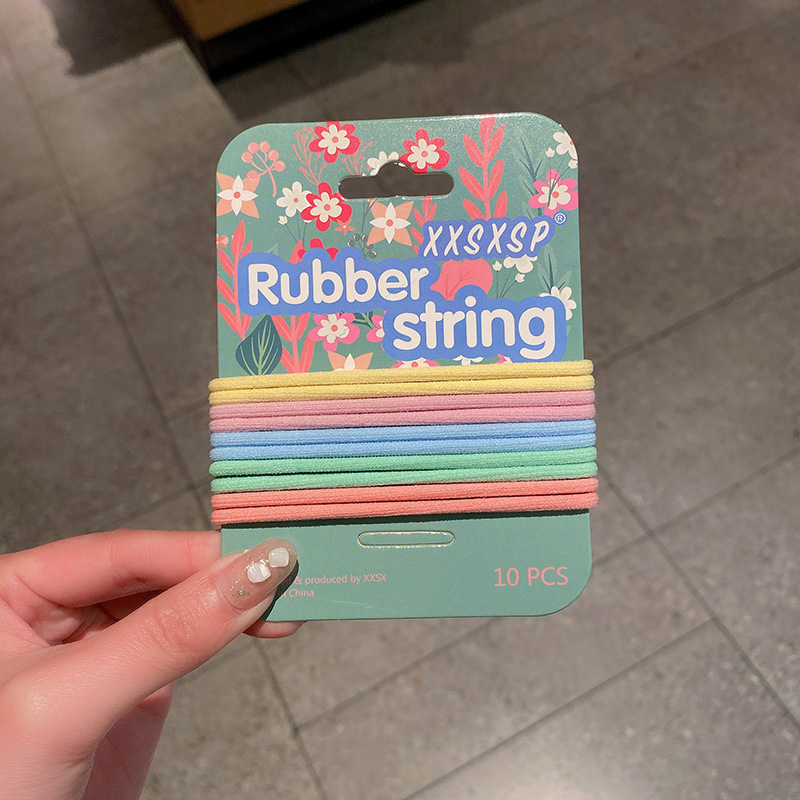 XXSXSP®
Rubber
string
& produced by XXSX
China
10 PCS